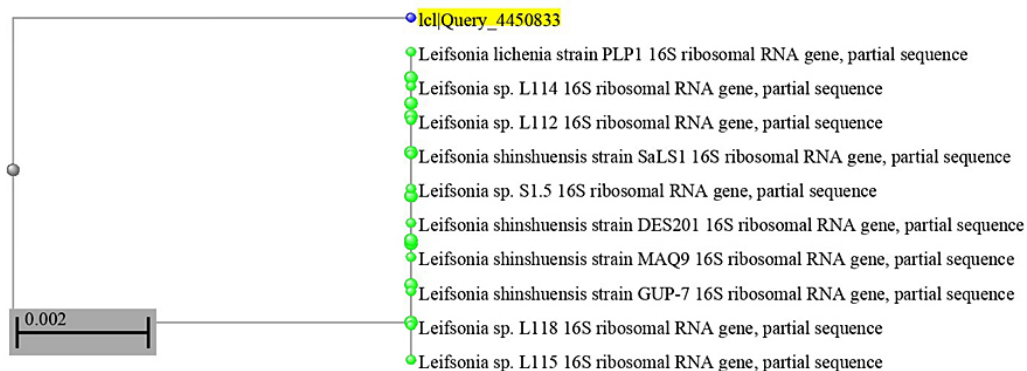 lcl|Query_4450833
Leifsonia lichenia strain PLP1 16S ribosomal RNA gene, partial sequence
Leifsonia sp. L114 16S ribosomal RNA gene, partial sequence
Leifsonia sp. L112 16S ribosomal RNA gene, partial sequence
Leifsonia shinshuensis strain SaLS1 16S ribosomal RNA gene, partial sequence
Leifsonia sp. S1.5 16S ribosomal RNA gene, partial sequence
Leifsonia shinshuensis strain DES201 16S ribosomal RNA gene, partial sequence
Leifsonia shinshuensis strain MAQ9 16S ribosomal RNA gene, partial sequence
Leifsonia shinshuensis strain GUP-7 16S ribosomal RNA gene, partial sequence
0.002
Leifsonia sp. L118 16S ribosomal RNA gene, partial sequence
Leifsonia sp. L115 16S ribosomal RNA gene, partial sequence